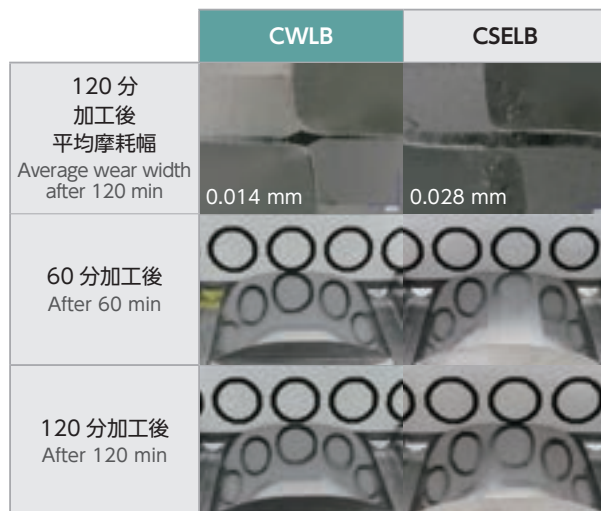 CWLB
CSELB
120 分
加工後
平均摩耗幅
Average wear width
after 120 min
0.014 mm
0.028 mm
60 分加工後
After 60 min
120 分加工後
After 120 min